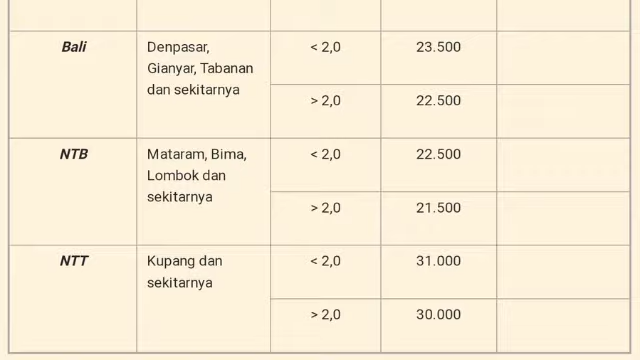 Bali Denpasar, < 2,0 23.500
Gianyar, Tabanan
dan sekitarnya
> 2,0 22.500
NTB Mataram, Bima, < 2,0 22.500
Lombok dan
sekitarnya
> 2,0 21.500
NTT Kupang dan < 2,0 31.000
sekitarnya
> 2,0 30.000